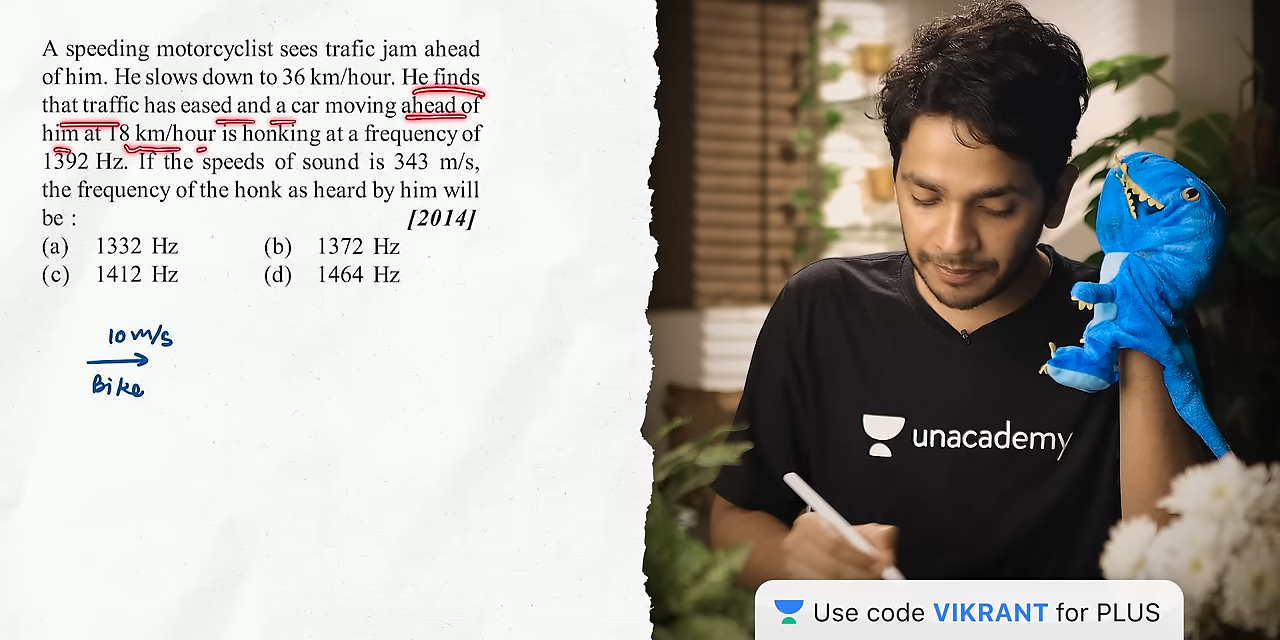 A speeding motorcyclist sees trafic jam ahead
of him. He slows down to 36 km/hour. He finds
that traffic has eased and a car moving ahead of
him at 18 km/hour is honking at a frequency of
1392 Hz. If the speeds of sound is 343 m/s,
the frequency of the honk as heard by him will
be : [2014]
(a) 1332 Hz (b) 1372 Hz
(c) 1412 Hz (d) 1464 Hz
10 m/s
Bike
unacademy
Use code VIKRANT for PLUS